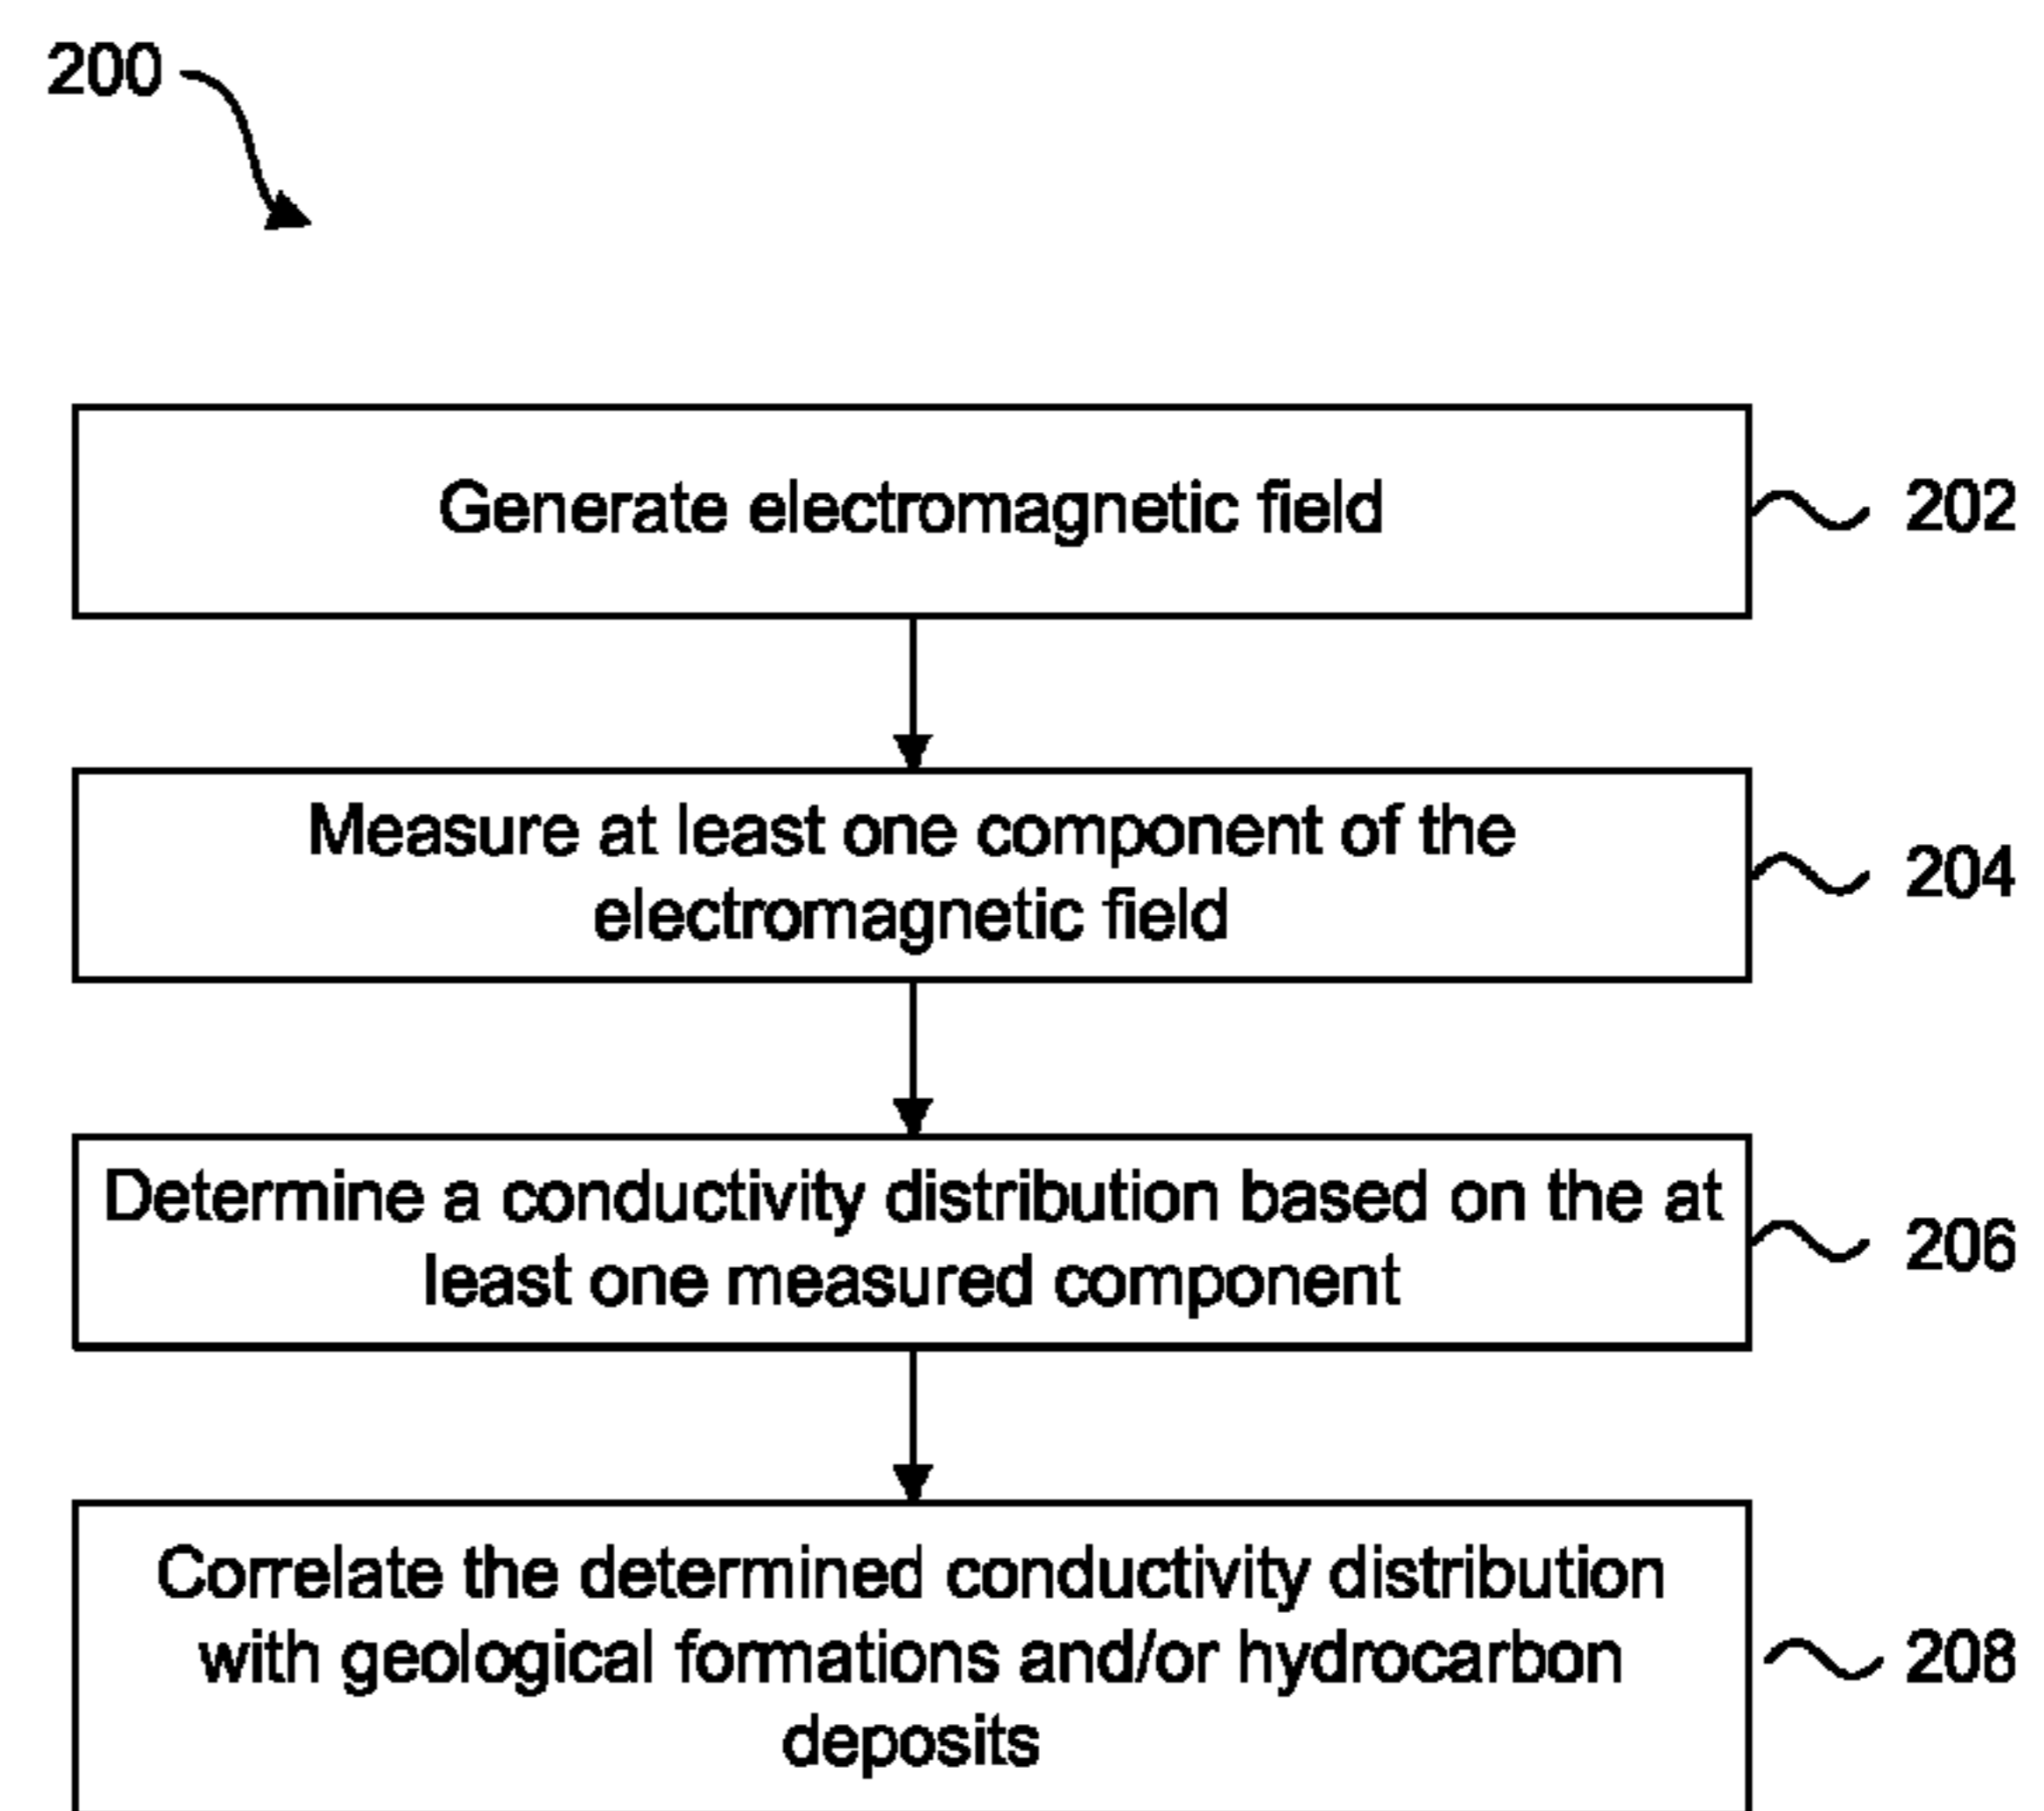 200
Generate electromagnetic field
202
Measure at least one component of the
electromagnetic field
204
Determine a conductivity distribution based on the at
least one measured component
206
Correlate the determined conductivity distribution
with geological formations and/or hydrocarbon
deposits
208